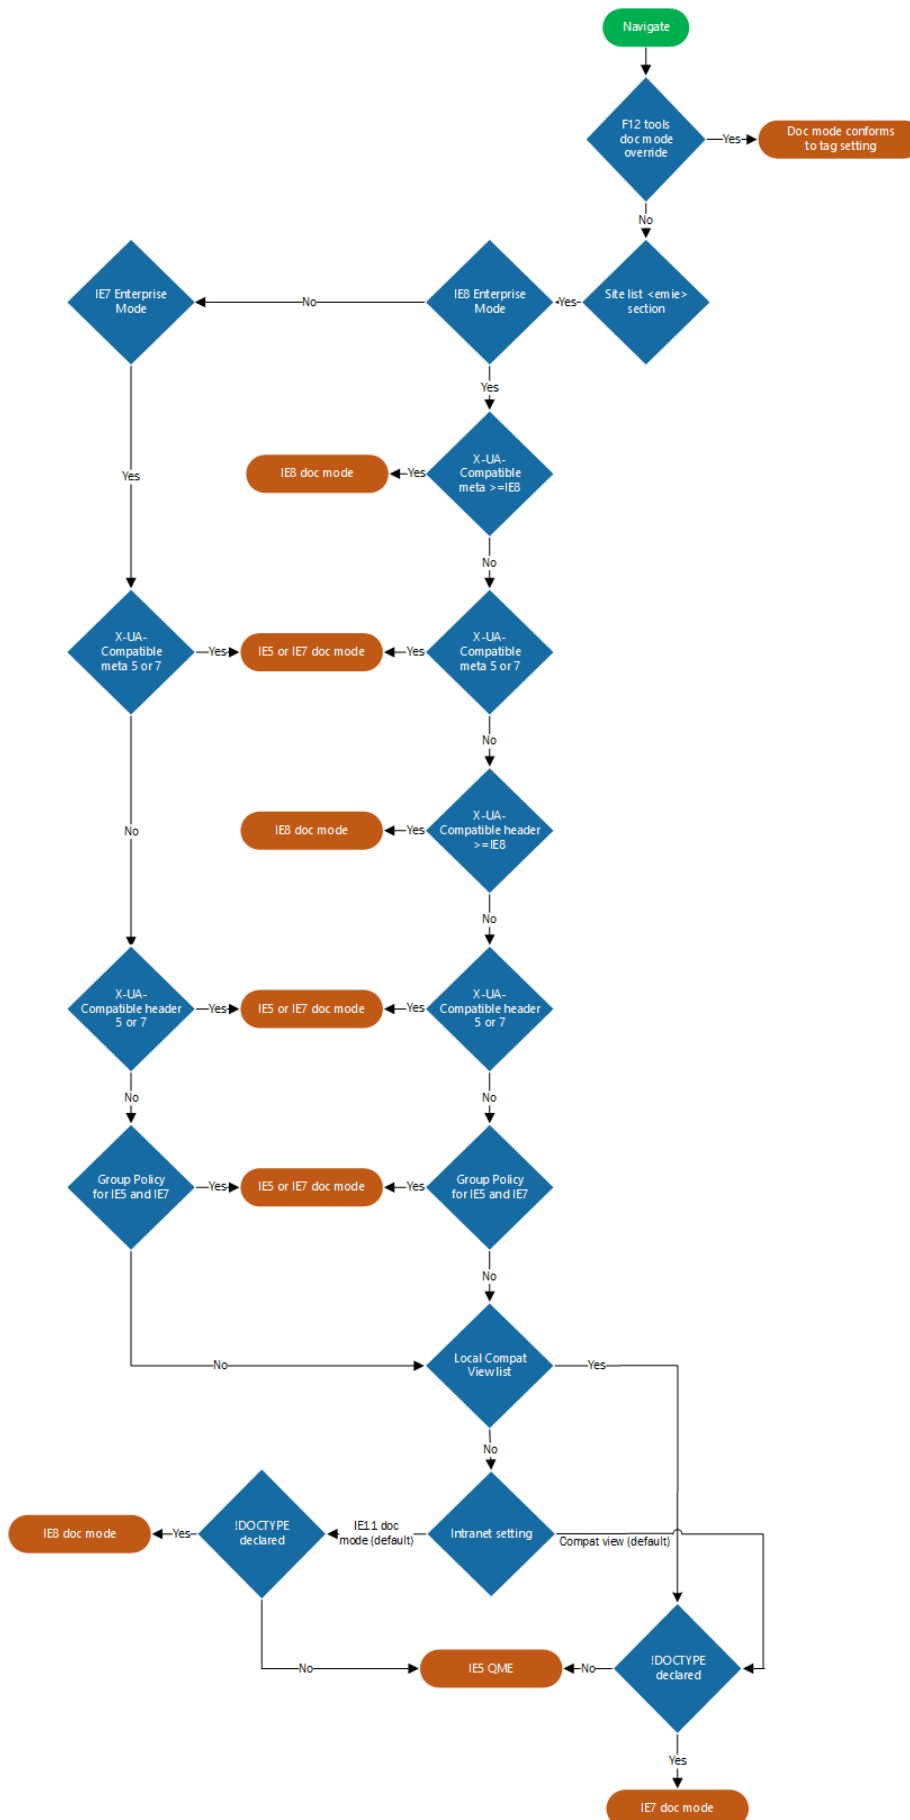 Navigate
F12 tools
doc mode
override
Yes
Doc mode conforms
to tag setting
No
IE7 Enterprise
Mode
No
IE8 Enterprise
Mode
Yes
Site list <emie>
section
Yes
Yes
IE8 doc mode
Yes
X-UA-
Compatible
meta >=IE8
No
X-UA-
Compatible
meta 5 or 7
Yes
IE5 or IE7 doc mode
Yes
X-UA-
Compatible
meta 5 or 7
No
No
IE8 doc mode
Yes
X-UA-
Compatible header
>=IE8
No
X-UA-
Compatible header
5 or 7
Yes
IE5 or IE7 doc mode
Yes
X-UA-
Compatible header
5 or 7
No
No
Group Policy
for IE5 and IE7
Yes
IE5 or IE7 doc mode
Yes
Group Policy
for IE5 and IE7
No
No
Local Compat
View list
Yes
No
IE8 doc mode
Yes
!DOCTYPE
declared
IE11 doc
mode (default)
Intranet setting
Compat view (default)
No
IE5 QME
No
!DOCTYPE
declared
Yes
IE7 doc mode